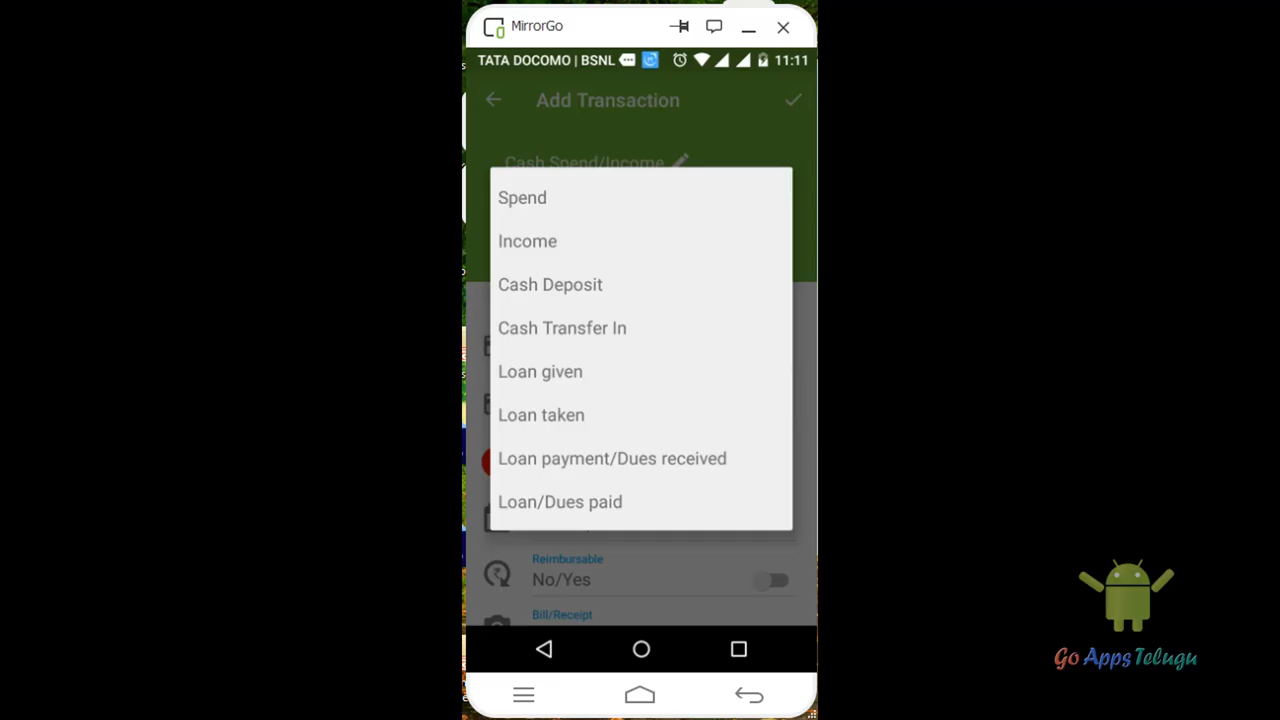 MirrorGo
TATA DOCOMO | BSNL 11:11
Add Transaction
Cash Spend/Income
Spend
Income
Cash Deposit
Cash Transfer In
Loan given
Loan taken
Loan payment/Dues received
Loan/Dues paid
Reimbursable
No/Yes
Bill/Receipt
Go Apps Telugu